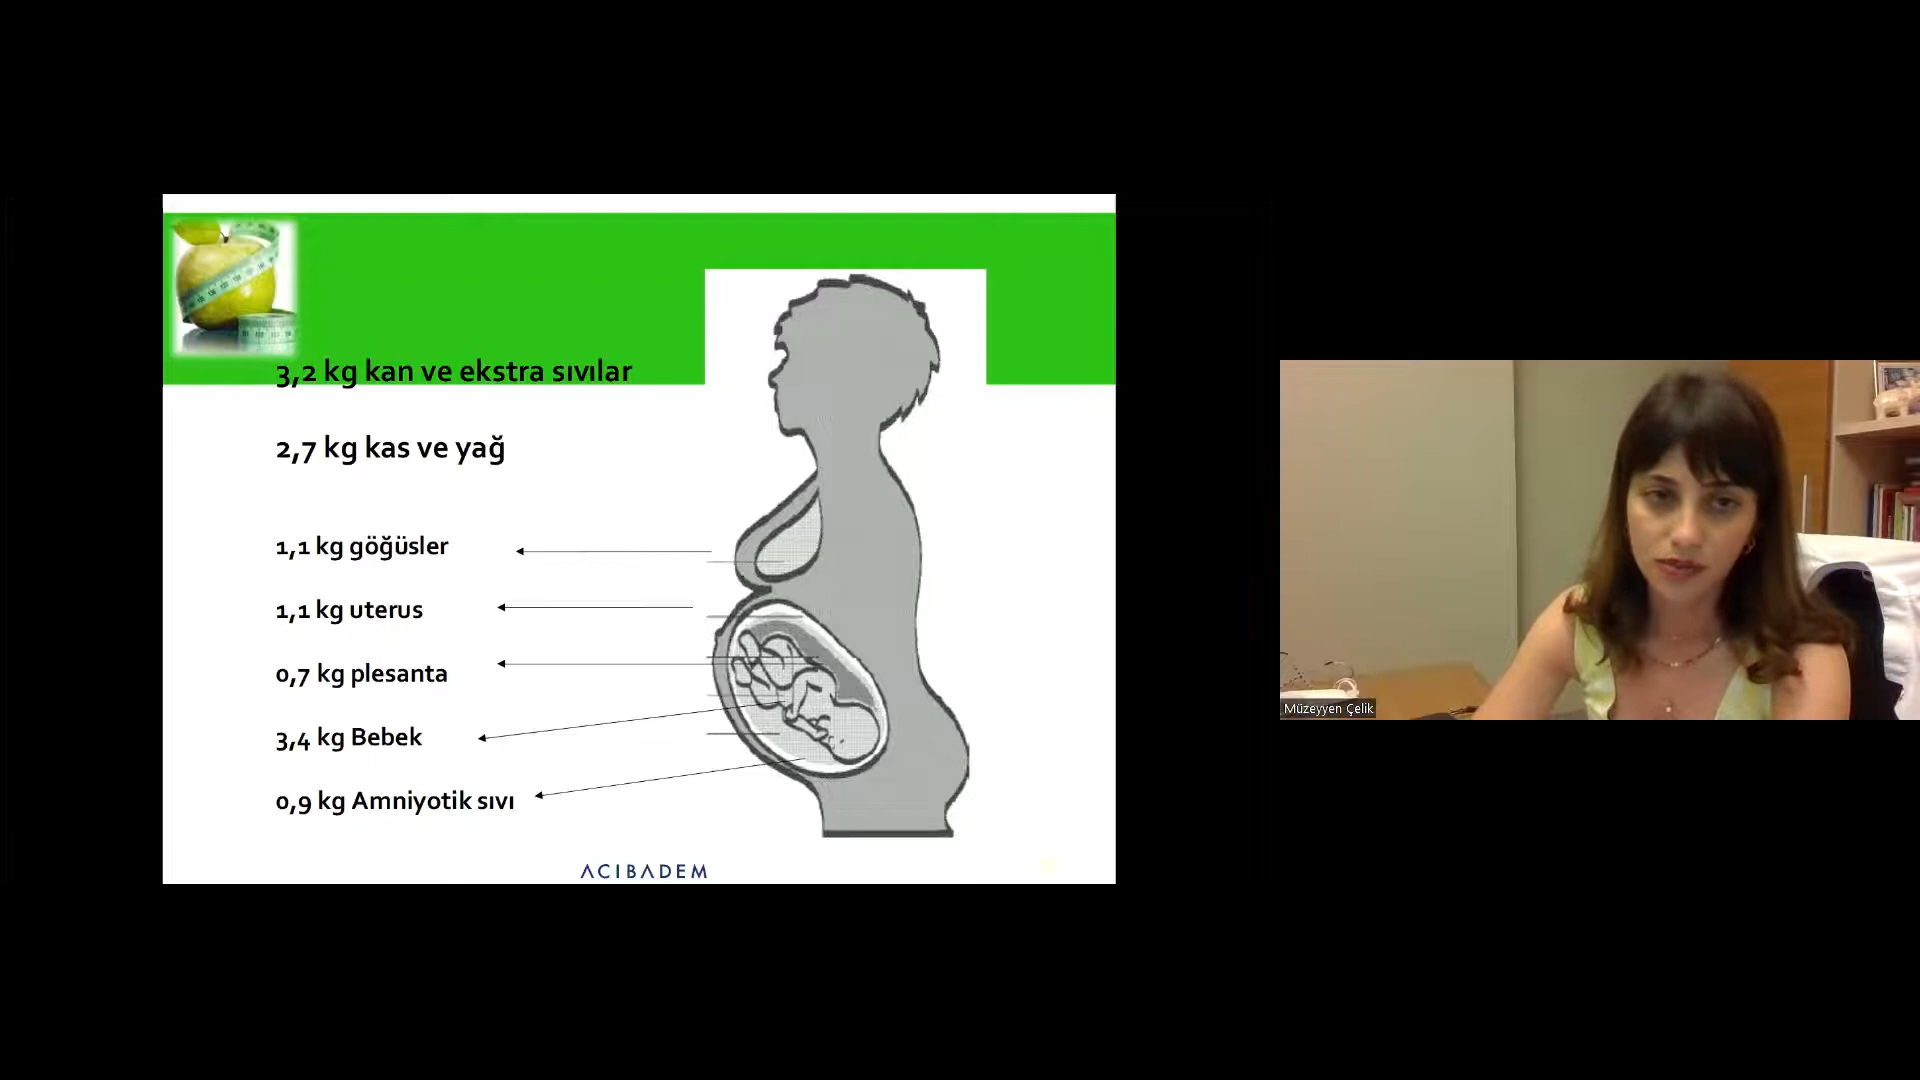 3,2 kg kan ve ekstra sıvılar
2,7 kg kas ve yağ
1,1 kg göğüsler
1,1 kg uterus
0,7 kg plesanta
3,4 kg Bebek
0,9 kg Amniyotik sıvı
ACIBADEM
Müzeyyen Çelik